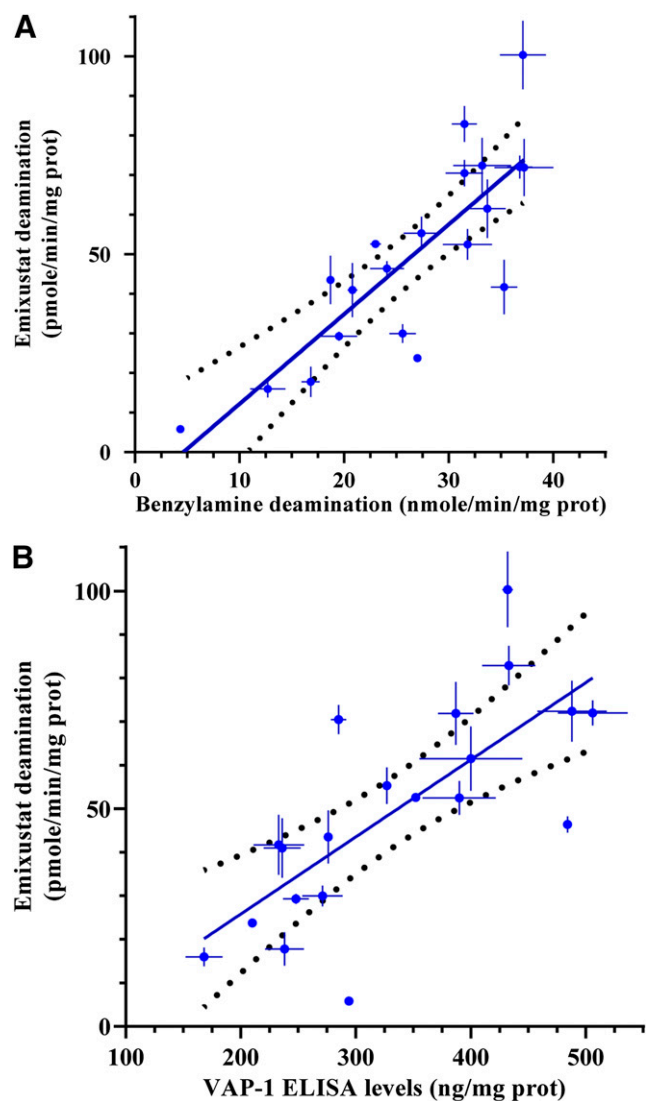 A
Emixustat deamination
(pmole/min/mg prot)
100
50
0
0
10
20
30
40
Benzylamine deamination (nmole/min/mg prot)
B
Emixustat deamination
(pmole/min/mg prot)
100
50
0
100
200
300
400
500
VAP-1 ELISA levels (ng/mg prot)